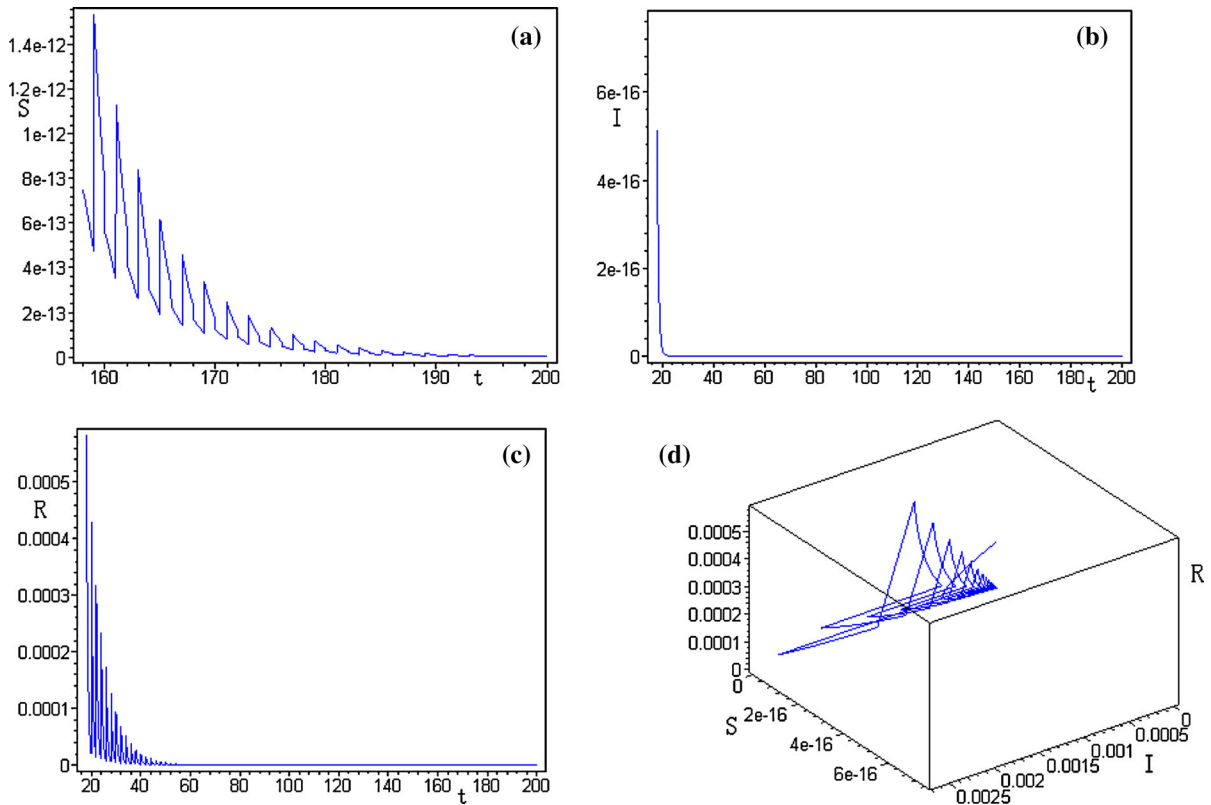 (a)
1.4e-12
1.2e-12
S
1e-12
8e-13
6e-13
4e-13
2e-13
0
160 170 180 190 200
t
(b)
6e-16
I
4e-16
2e-16
0
20 40 60 80 100 120 140 160 180 200
t
(c)
0.0005
R
0.0004
0.0003
0.0002
0.0001
0
20 40 60 80 100 120 140 160 180 200
t
(d)
0.0005
0.0004
0.0003
0.0002
0.0001
0
R
0
2e-16
4e-16
6e-16
S
0
0.0005
0.001
0.0015
0.002
0.0025
I